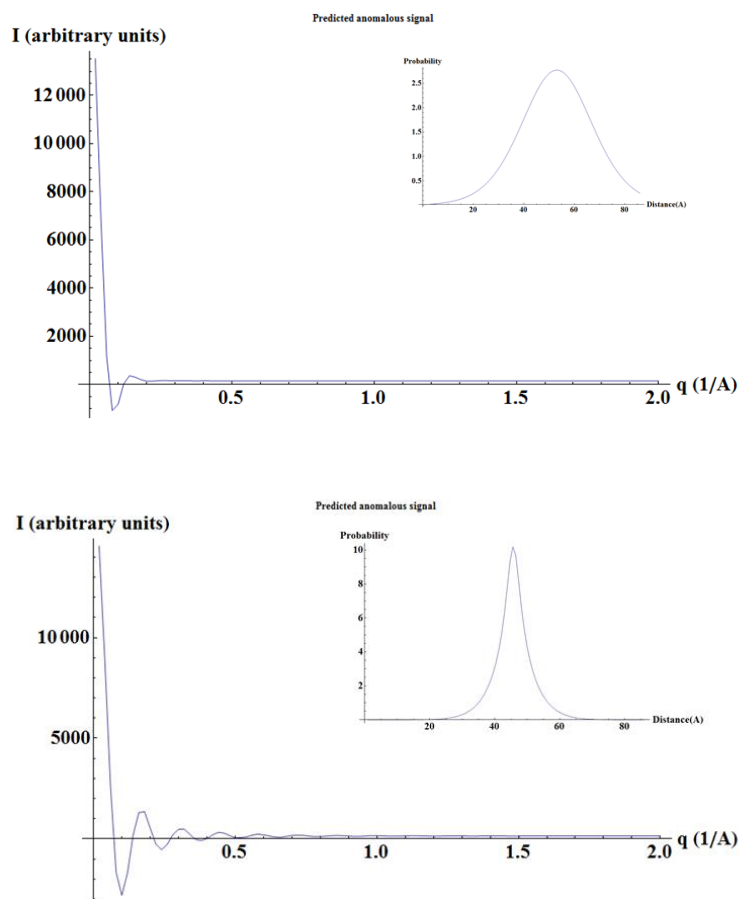 Predicted anomalous signal
I (arbitrary units)
12 000
10 000
8000
6000
4000
2000
0.5 1.0 1.5 2.0 q (1/A)
Probability
2.5
2.0
1.5
1.0
0.5
20 40 60 80 Distance(A)
Predicted anomalous signal
I (arbitrary units)
10 000
5000
0.5 1.0 1.5 2.0 q (1/A)
Probability
10
8
6
4
2
20 40 60 80 Distance(A)